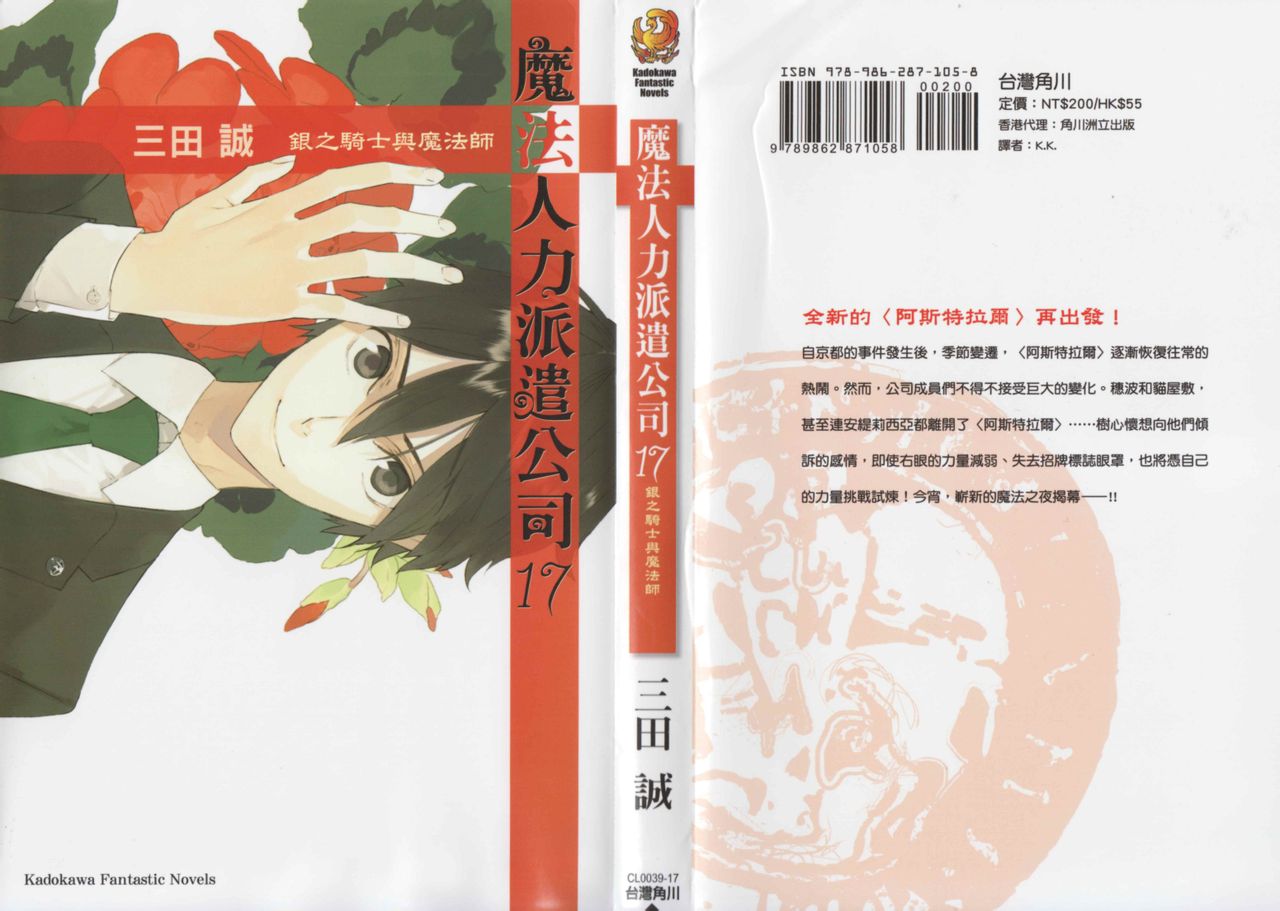 三田 誠
銀之騎士與魔法師
魔法人力派遣公司 17
Kadokawa Fantastic Novels
Kadokawa
Fantastic
Novels
魔法人力派遣公司 17
銀之騎士與魔法師
三田 誠
CL0039-17
台灣角川
ISBN 978-986-287-105-8
00200
9 789862 871058
台灣角川
定價：NT$200/HK$55
香港代理：角川洲立出版
譯者：K.K.
全新的〈阿斯特拉爾〉再出發！
自京都的事件發生後，季節變遷，〈阿斯特拉爾〉逐漸恢復往常的
熱鬧。然而，公司成員們不得不接受巨大的變化。穗波和貓屋敷，
甚至連安緹莉西亞都離開了〈阿斯特拉爾〉……樹心懷想向他們傾
訴的感情，即使右眼的力量減弱、失去招牌標誌眼罩，也將憑自己
的力量挑戰試煉！今宵，嶄新的魔法之夜揭幕——!!